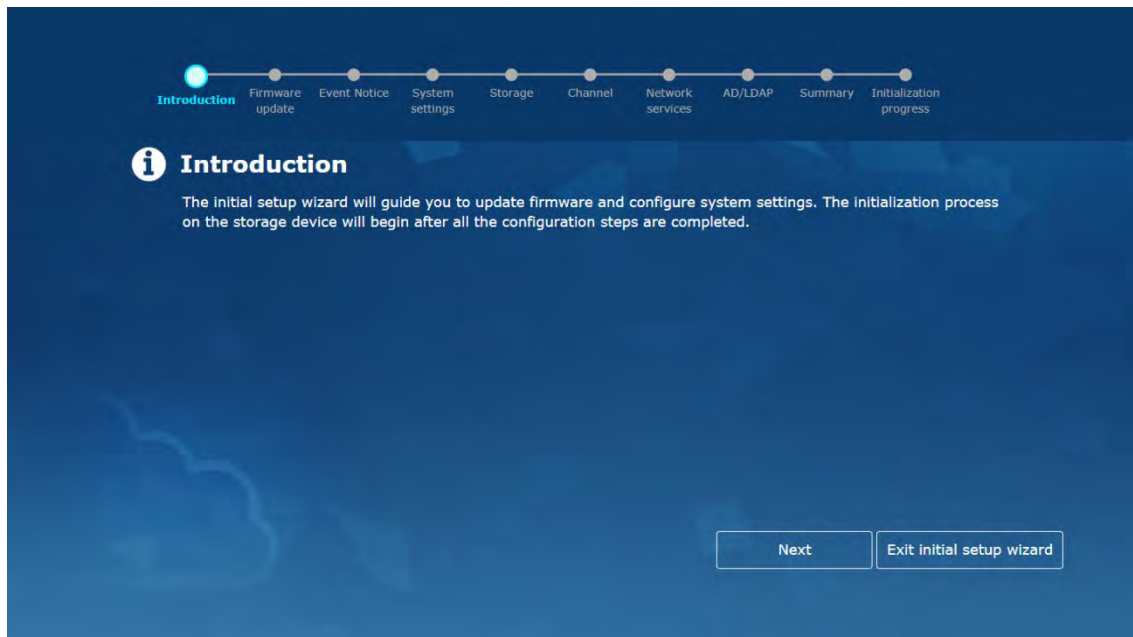 Introduction
Firmware
update
Event Notice
System
settings
Storage
Channel
Network
services
AD/LDAP
Summary
Initialization
progress
Introduction
The initial setup wizard will guide you to update firmware and configure system settings. The initialization process
on the storage device will begin after all the configuration steps are completed.
Next
Exit initial setup wizard